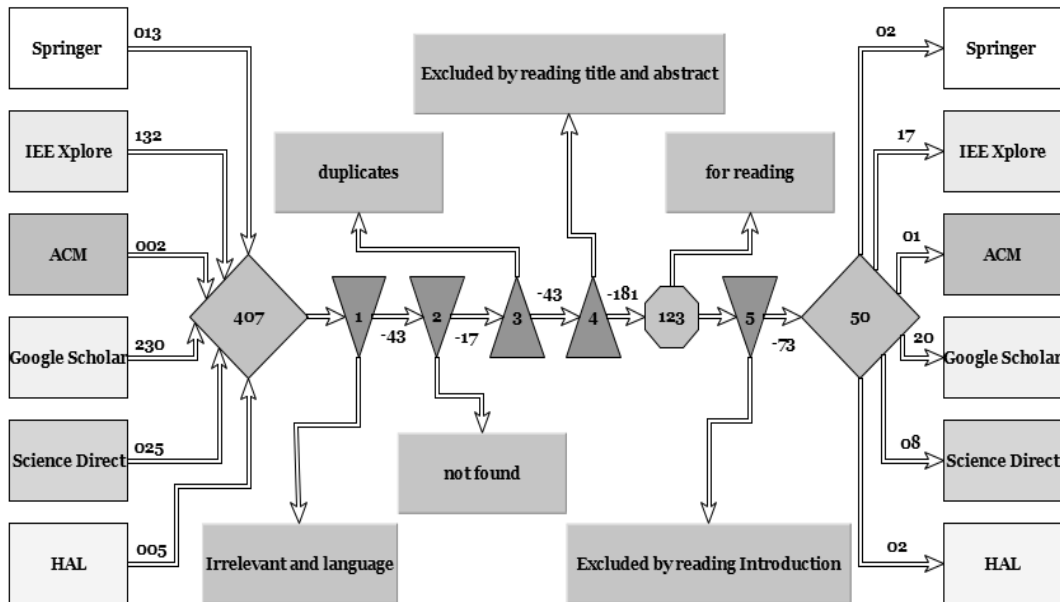 Springer
013
IEE Xplore
132
ACM
002
Google Scholar
230
Science Direct
025
HAL
005
407
1
-43
2
-17
3
-43
4
-181
123
5
-73
50
Excluded by reading title and abstract
duplicates
for reading
not found
Irrelevant and language
Excluded by reading Introduction
02
Springer
17
IEE Xplore
01
ACM
20
Google Scholar
08
Science Direct
02
HAL